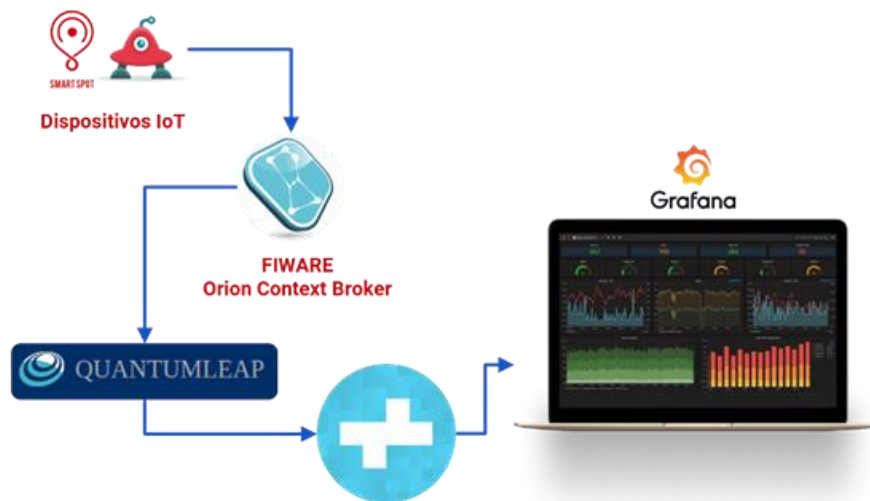 SMART SPOT
Dispositivos IoT
FIWARE
Orion Context Broker
QUANTUMLEAP
Grafana